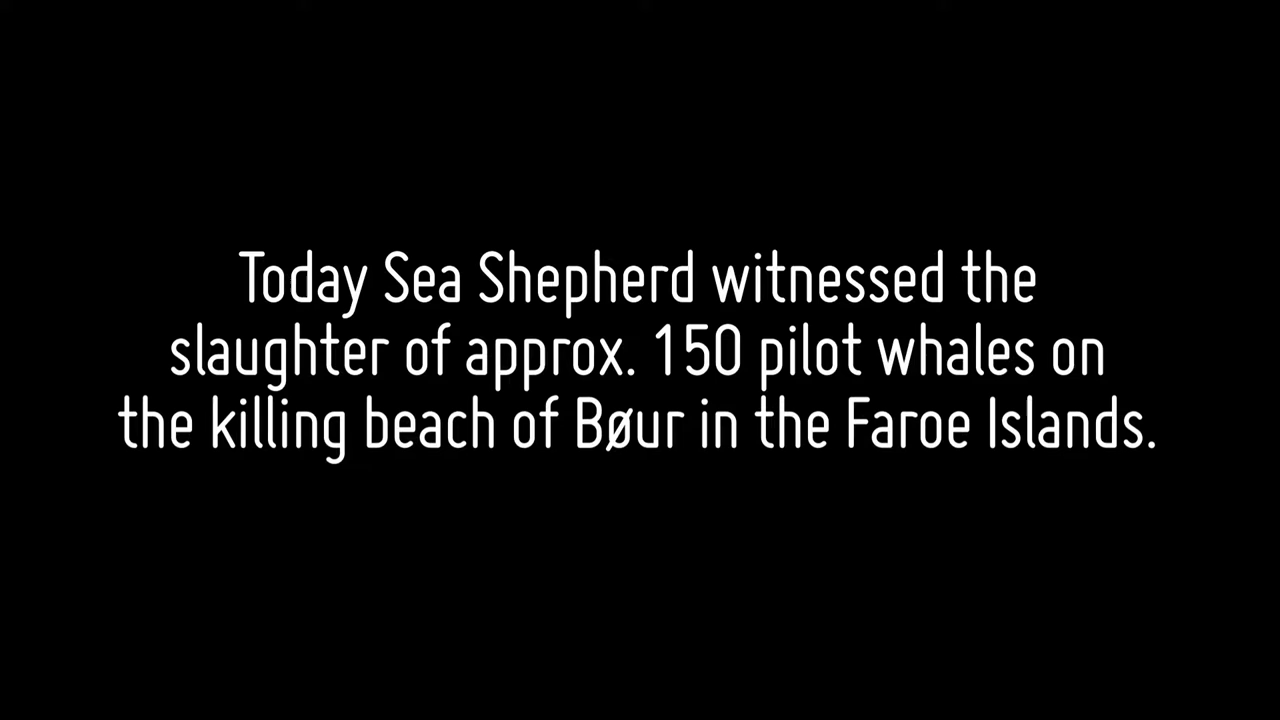 Today Sea Shepherd witnessed the
slaughter of approx. 150 pilot whales on
the killing beach of Bøur in the Faroe Islands.